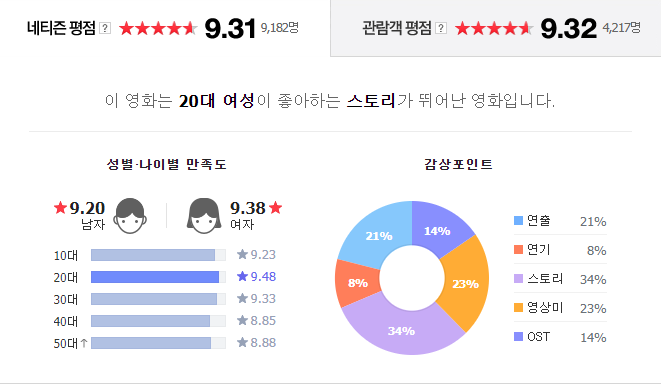 네티즌 평점 ? 9.31 9,182명
관람객 평점 ? 9.32 4,217명
이 영화는 20대 여성이 좋아하는 스토리가 뛰어난 영화입니다.
성별·나이별 만족도
★9.20
남자
9.38★
여자
10대 ★9.23
20대 ★9.48
30대 ★9.33
40대 ★8.85
50대↑ ★8.88
감상포인트
14%
23%
34%
8%
21%
연출 21%
연기 8%
스토리 34%
영상미 23%
OST 14%